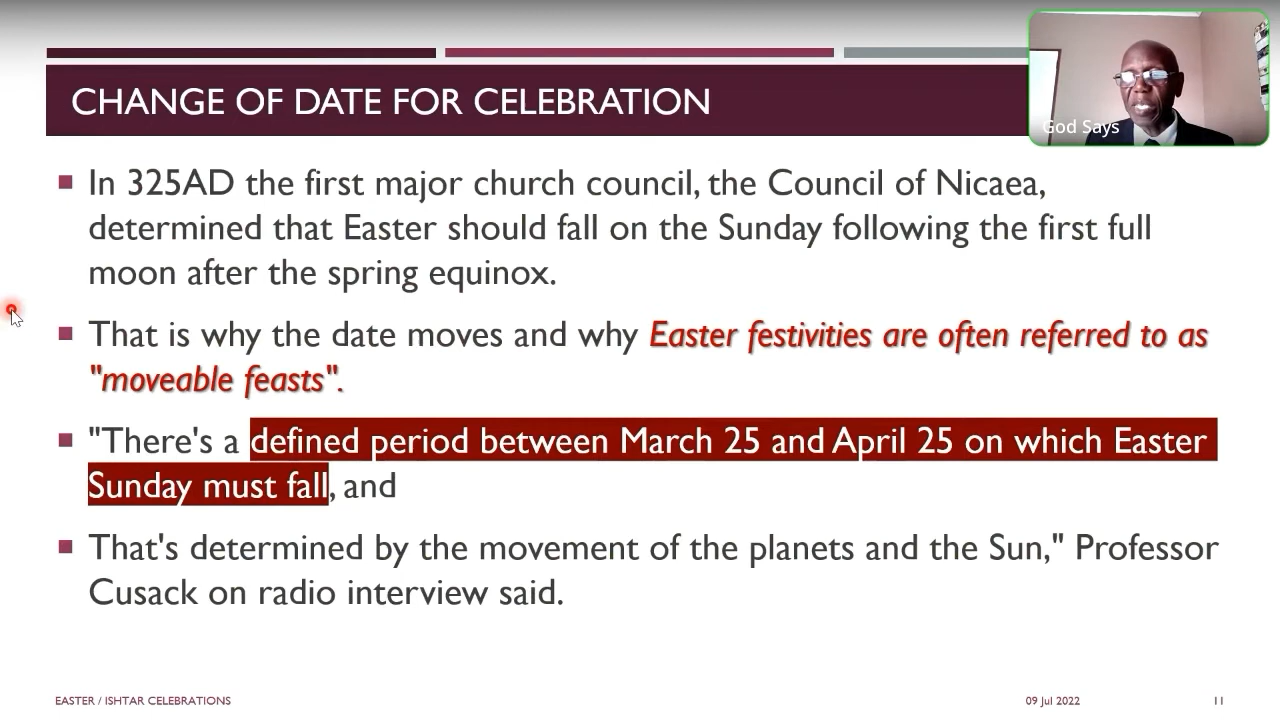 CHANGE OF DATE FOR CELEBRATION
God Says
In 325AD the first major church council, the Council of Nicaea,
determined that Easter should fall on the Sunday following the first full
moon after the spring equinox.
That is why the date moves and why Easter festivities are often referred to as
"moveable feasts".
"There's a defined period between March 25 and April 25 on which Easter
Sunday must fall, and
That's determined by the movement of the planets and the Sun," Professor
Cusack on radio interview said.
EASTER / ISHTAR CELEBRATIONS
09 Jul 2022
11